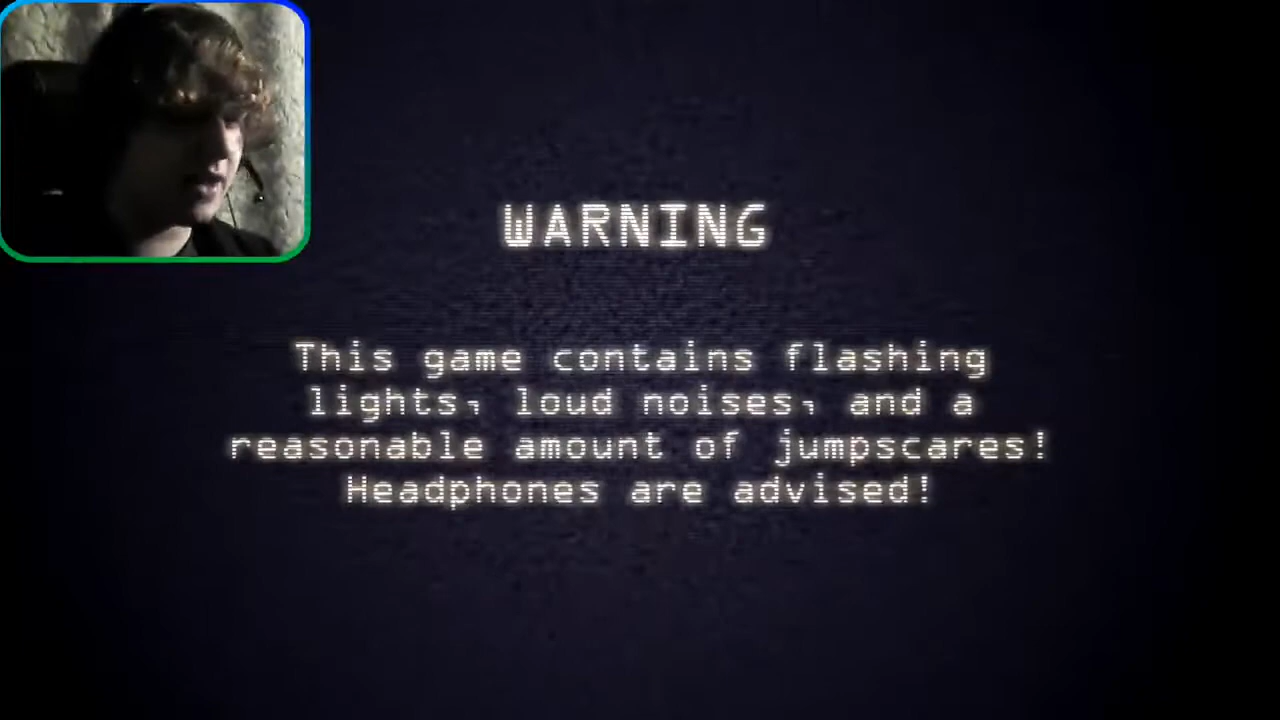 WARNING
This game contains flashing
lights, loud noises, and a
reasonable amount of jumpscares!
Headphones are advised!